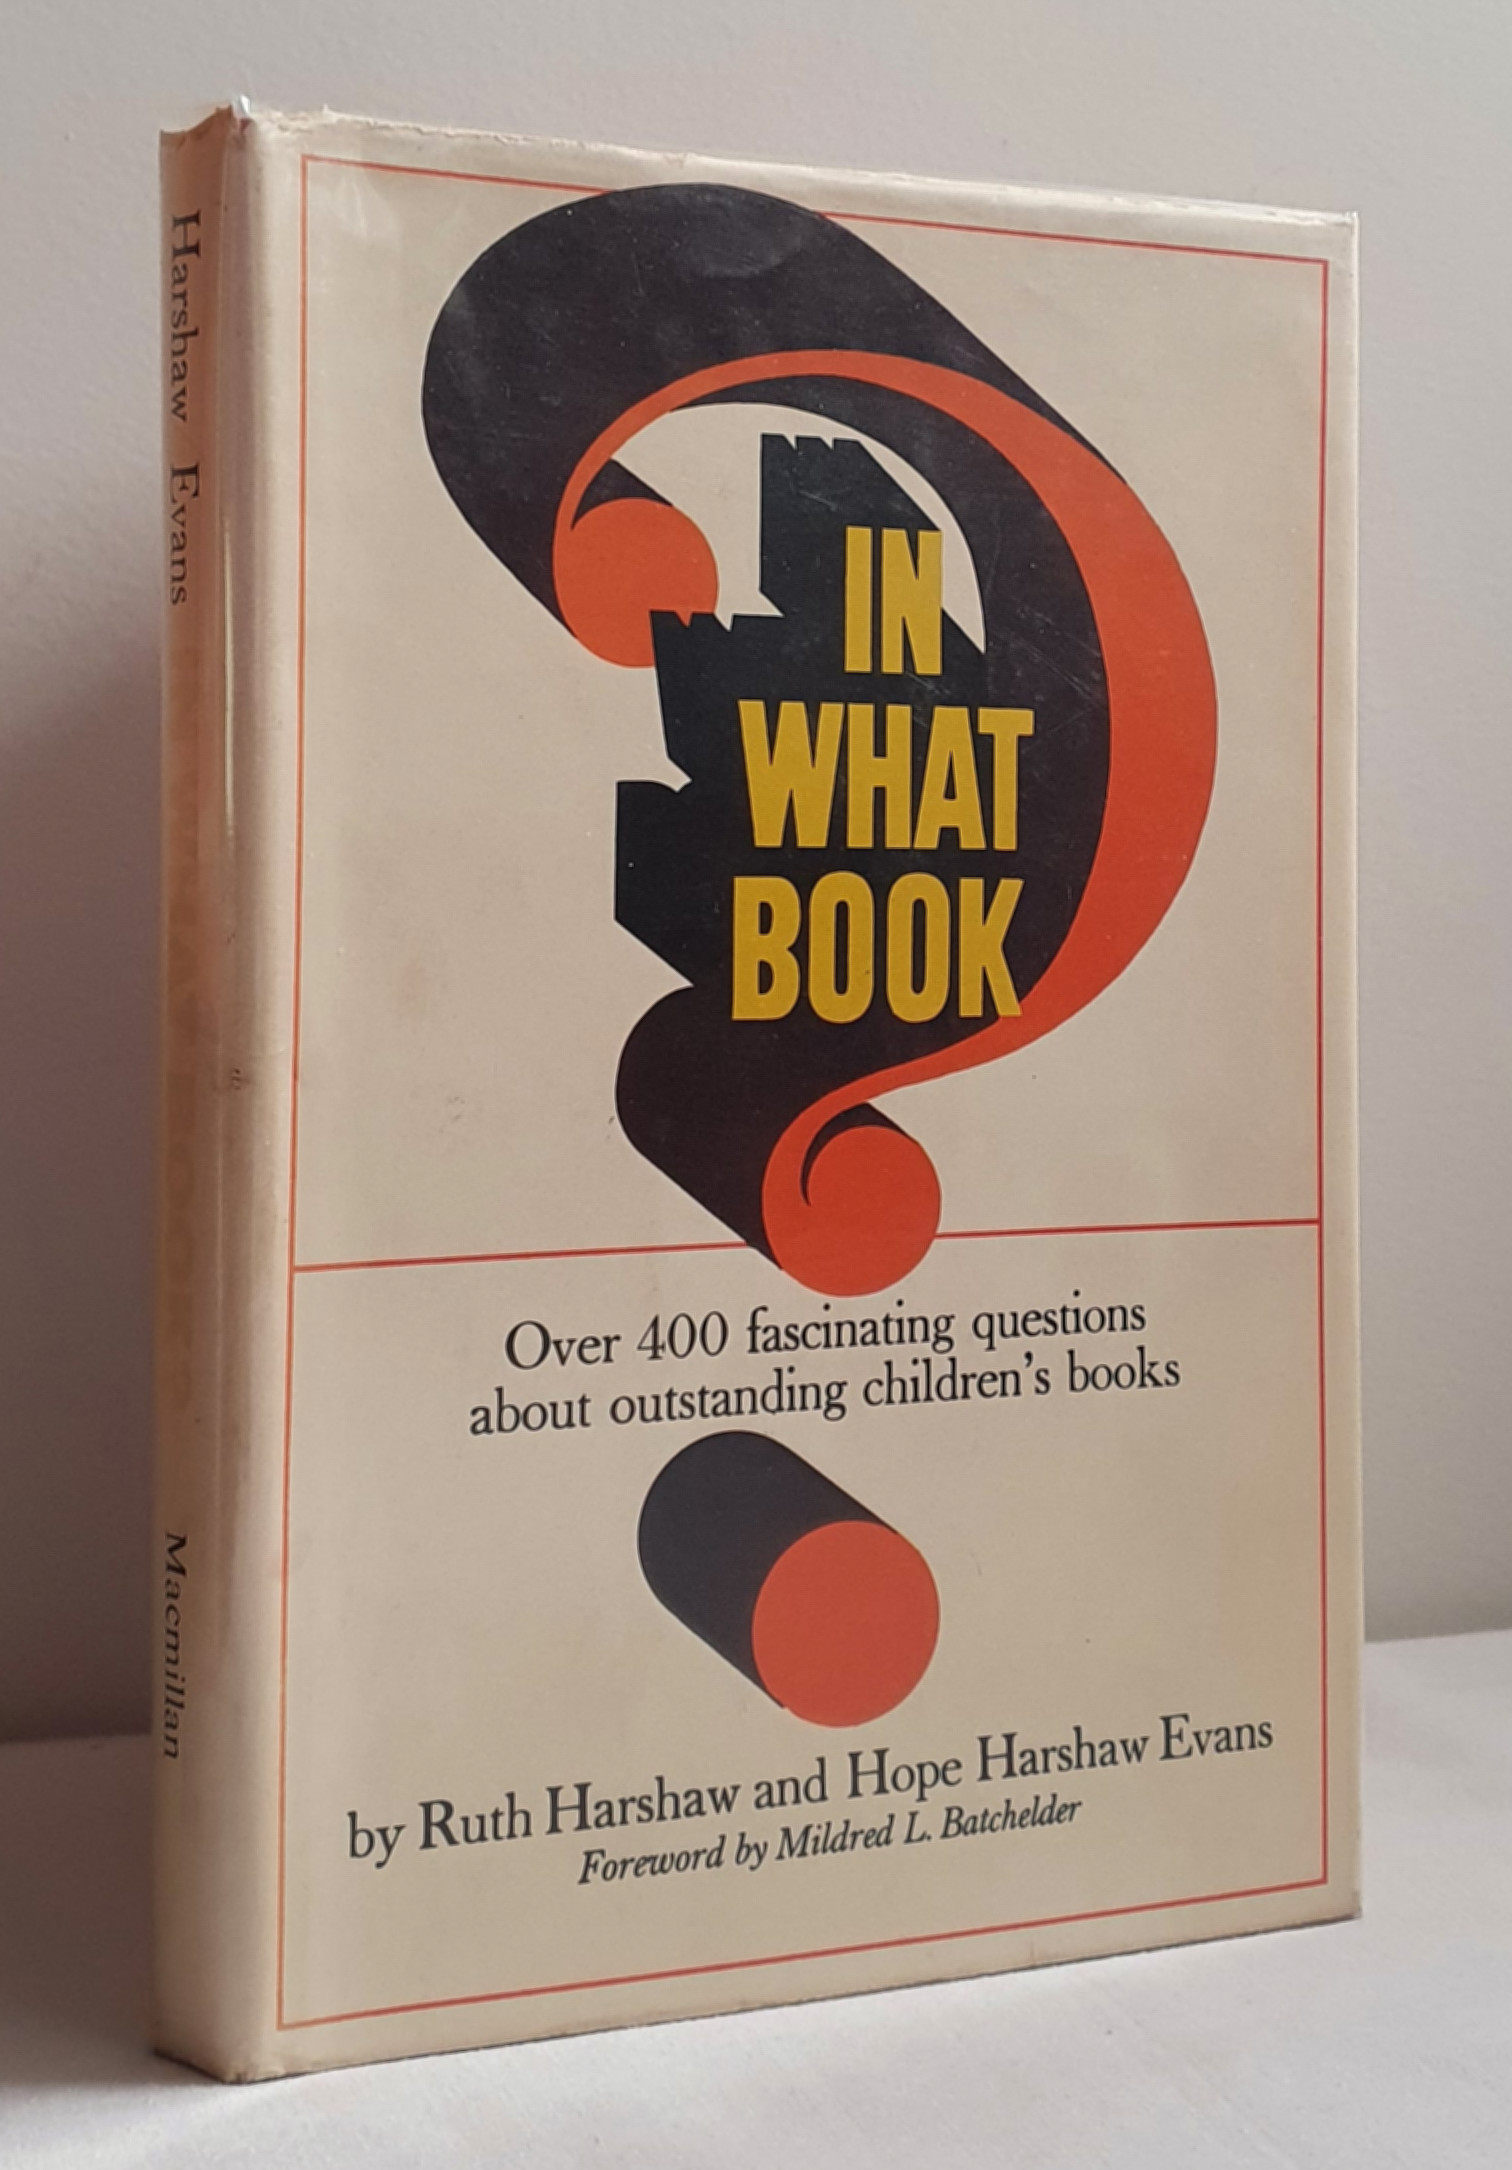 Harshaw Evans
Macmillan
IN
WHAT
BOOK
Over 400 fascinating questions
about outstanding children's books
by Ruth Harshaw and Hope Harshaw Evans
Foreword by Mildred L. Batchelder